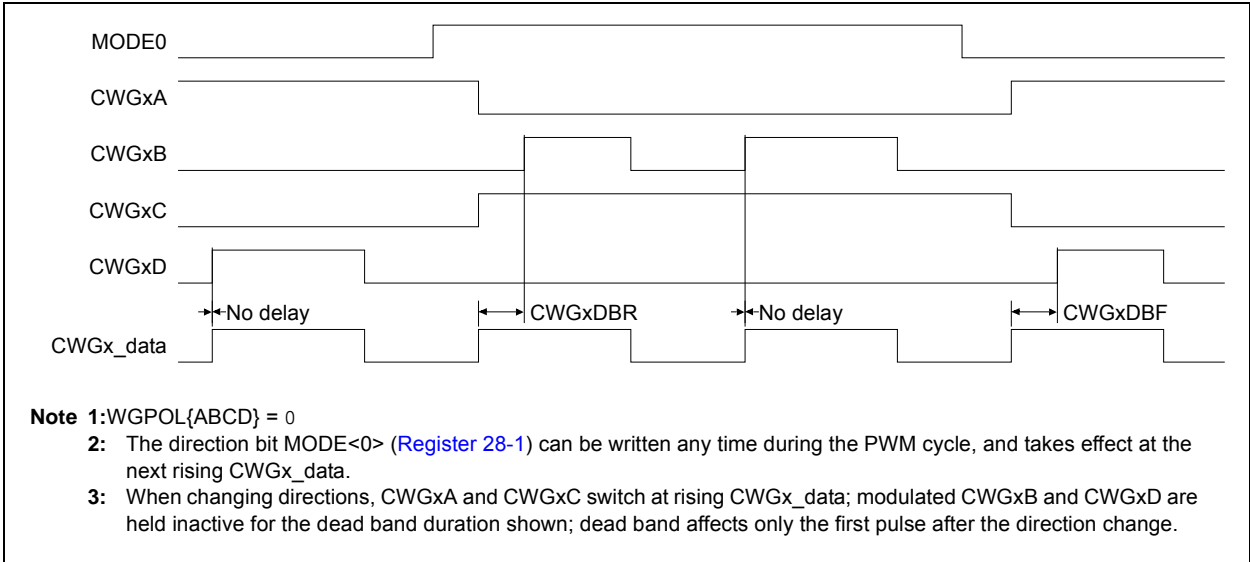 MODE0
CWGxA
CWGxB
CWGxC
CWGxD
No delay CWGxDBR No delay CWGxDBF
CWGx_data
Note 1:WGPOL{ABCD} = 0
2: The direction bit MODE<0> (Register 28-1) can be written any time during the PWM cycle, and takes effect at the
next rising CWGx_data.
3: When changing directions, CWGxA and CWGxC switch at rising CWGx_data; modulated CWGxB and CWGxD are
held inactive for the dead band duration shown; dead band affects only the first pulse after the direction change.